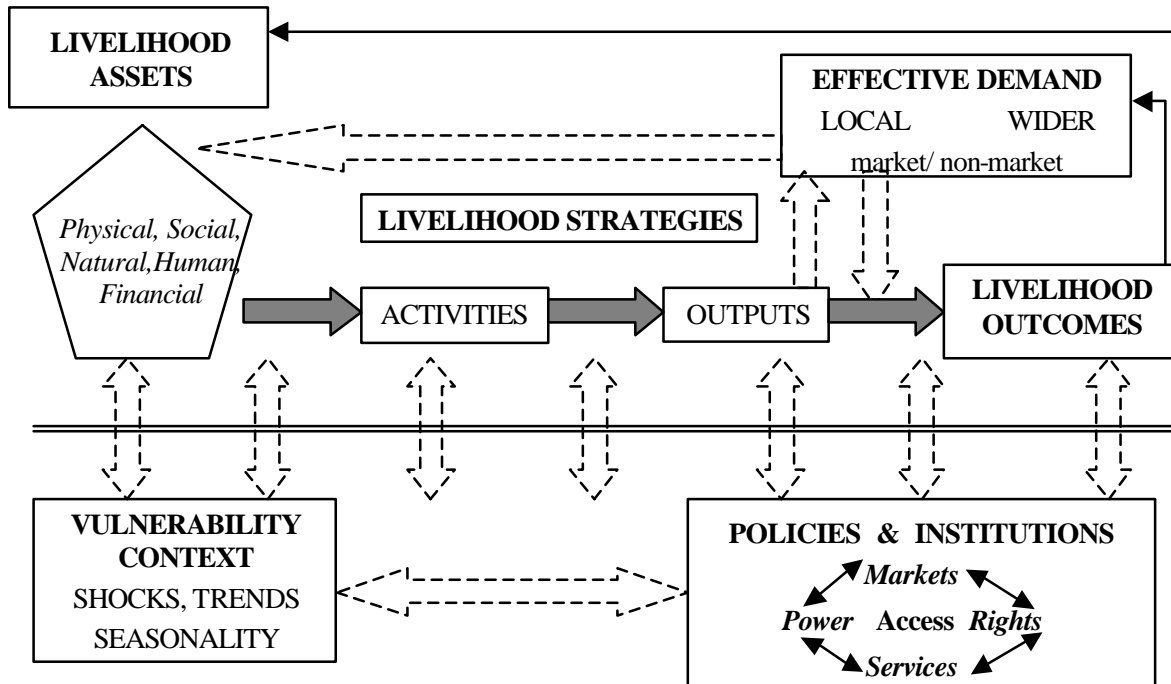 LIVELIHOOD
ASSETS
EFFECTIVE DEMAND
LOCAL WIDER
market/ non-market
LIVELIHOOD STRATEGIES
Physical, Social,
Natural,Human,
Financial
ACTIVITIES
OUTPUTS
LIVELIHOOD
OUTCOMES
VULNERABILITY
CONTEXT
SHOCKS, TRENDS
SEASONALITY
POLICIES & INSTITUTIONS
Markets
Power Access Rights
Services